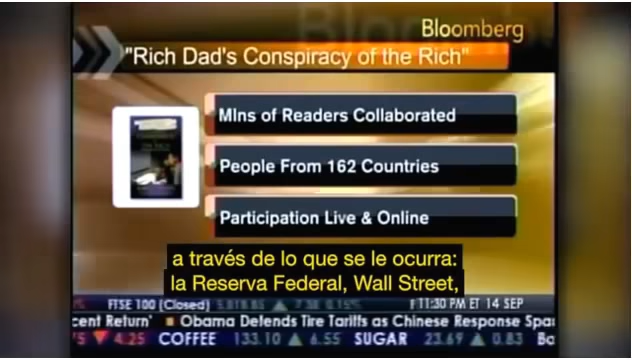 Bloomberg
"Rich Dad's Conspiracy of the Rich"
Mlns of Readers Collaborated
People From 162 Countries
Participation Live & Online
a través de lo que se le ocurra:
la Reserva Federal, Wall Street,
FTSE 100 (Closed) 11:30 PM ET 14 SEP
cent Return' Obama Defends Tire Tariffs as Chinese Response Spa
5 ▼ 4.25 COFFEE 133.10 ▲ 6.55 SUGAR 23.69 ▲ 0.83 Ba